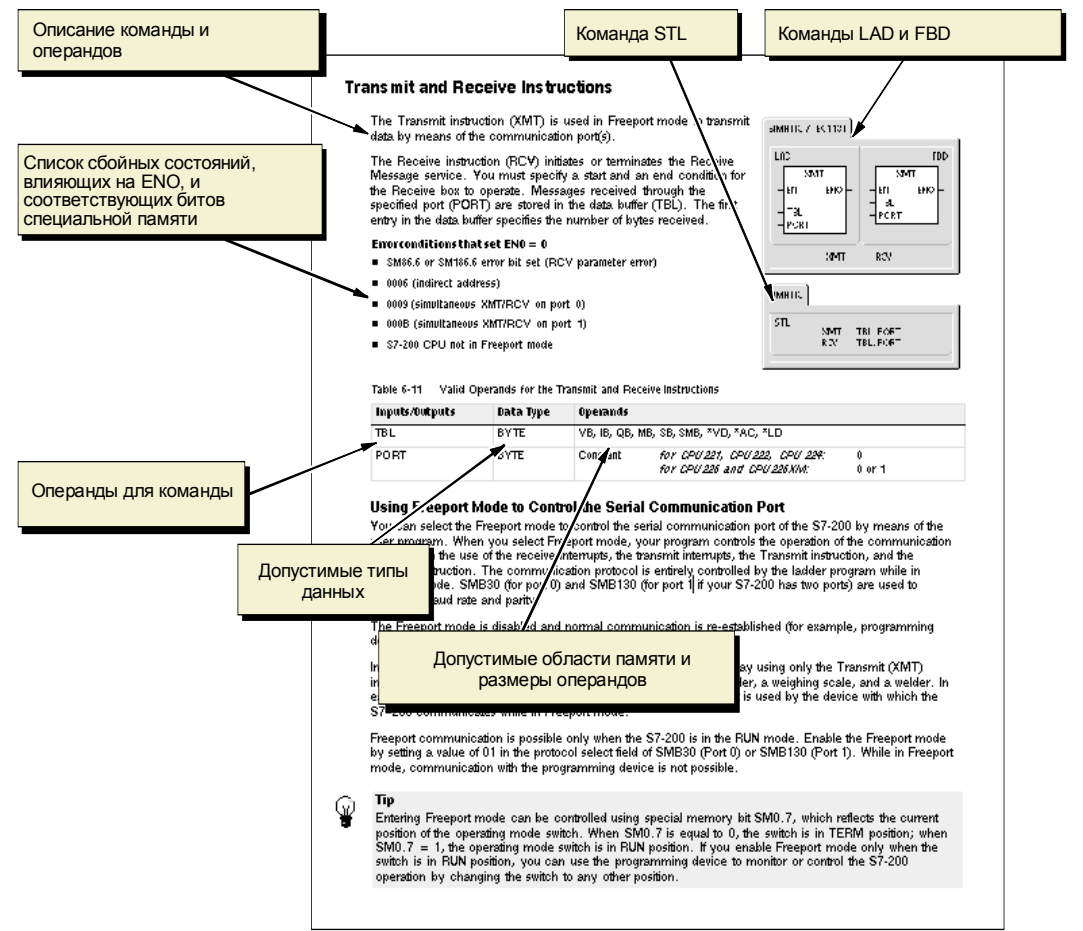 Описание команды и
операндов
Команда STL
Команды LAD и FBD
Transmit and Receive Instructions
The Transmit instruction (XMT) is used in Freeport mode to transmit
data by means of the communication port(s).
Список сбойных состояний,
влияющих на ENO, и
соответствующих битов
специальной памяти
The Receive instruction (RCV) initiates or terminates the Receive
Message service. You must specify a start and an end condition for
the Receive box to operate. Messages received through the
specified port (PORT) are stored in the data buffer (TBL). The first
entry in the data buffer specifies the number of bytes received.
Error conditions that set ENO = 0
■ SM86.6 or SM186.6 error bit set (RCV parameter error)
■ 0006 (indirect address)
■ 0009 (simultaneous XMT/RCV on port 0)
■ 000B (simultaneous XMT/RCV on port 1)
■ S7-200 CPU not in Freeport mode
LAD FBD
XMT XMT
EN ENO EN ENO
TBL
PORT PORT
XMT RCV
STL
XMT TBL, PORT
RCV TBL, PORT
Table 6-11 Valid Operands for the Transmit and Receive Instructions
Inputs/Outputs Data Type Operands
TBL BYTE VB, IB, QB, MB, SB, SMB, *VD, *AC, *LD
PORT BYTE Constant for CPU 221, CPU 222, CPU 224: 0
for CPU 226 and CPU 226XM: 0 or 1
Операнды для команды
Using Freeport Mode to Control the Serial Communication Port
You can select the Freeport mode to control the serial communication port of the S7-200 by means of the
user program. When you select Freeport mode, your program controls the operation of the communication
the use of the receive interrupts, the transmit interrupts, the Transmit instruction, and the
The communication protocol is entirely controlled by the ladder program while in
SMB30 (for port 0) and SMB130 (for port 1 if your S7-200 has two ports) are used to
baud rate and parity.
Допустимые типы
данных
The Freeport mode is disabled and normal communication is re-established (for example, programming
Допустимые области памяти и
размеры операндов
using only the Transmit (XMT)
a weighing scale, and a welder. In
is used by the device with which the
S7-200 communicates while in Freeport mode.
Freeport communication is possible only when the S7-200 is in the RUN mode. Enable the Freeport mode
by setting a value of 01 in the protocol select field of SMB30 (Port 0) or SMB130 (Port 1). While in Freeport
mode, communication with the programming device is not possible.
Tip
Entering Freeport mode can be controlled using special memory bit SM0.7, which reflects the current
position of the operating mode switch. When SM0.7 is equal to 0, the switch is in TERM position; when
SM0.7 = 1, the operating mode switch is in RUN position. If you enable Freeport mode only when the
switch is in RUN position, you can use the programming device to monitor or control the S7-200
operation by changing the switch to any other position.